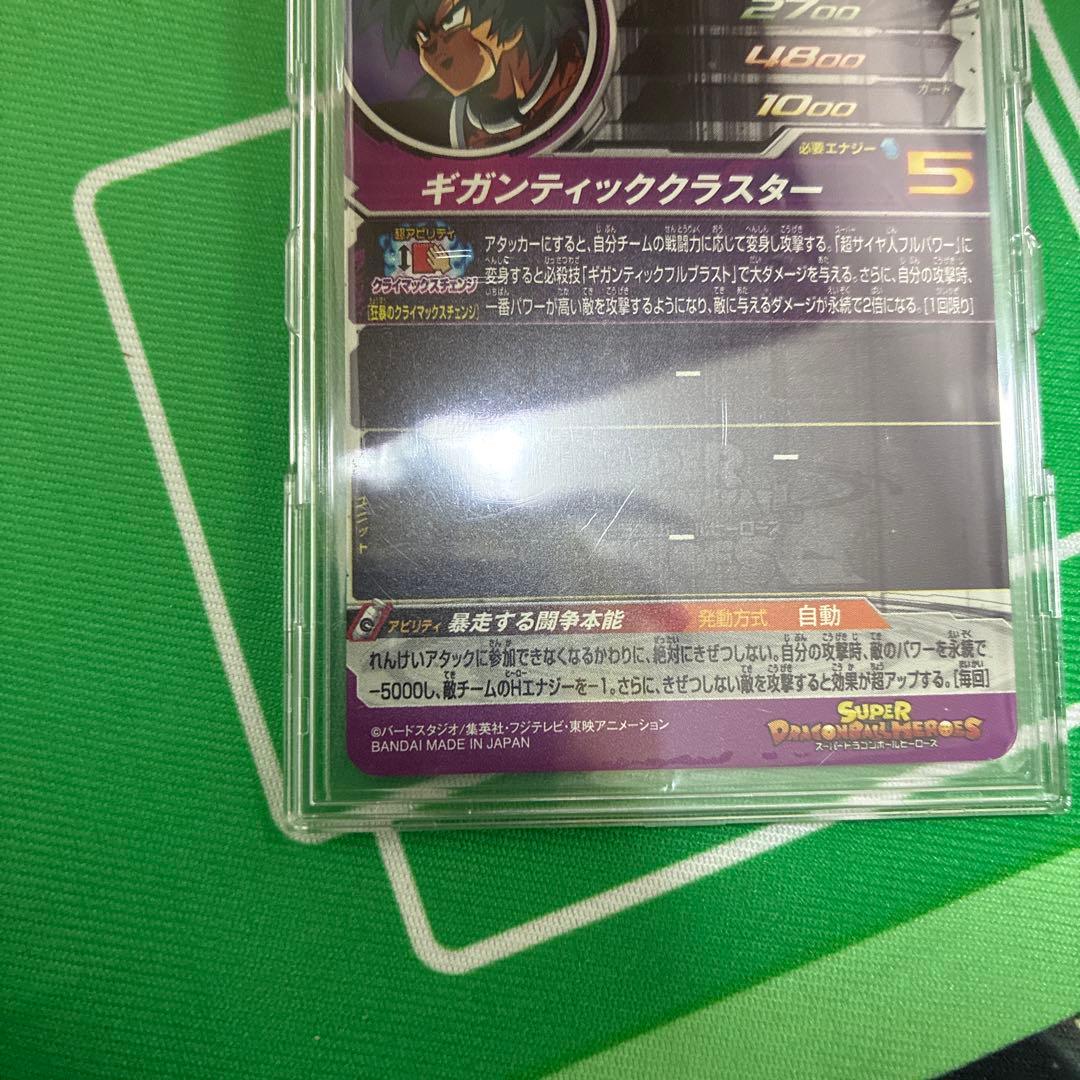 2700
4800
カード
1000
必要エナジー 5
ギガンティッククラスター
超アビリティ
クライマックスチェンジ
[狂暴のクライマックスチェンジ]
アタッカーにすると、自分チームの戦闘力に応じて変身し攻撃する。「超サイヤ人フルパワー」に
変身すると必殺技「ギガンティックフルブラスト」で大ダメージを与える。さらに、自分の攻撃時、
一番パワーが高い敵を攻撃するようになり、敵に与えるダメージが永続で2倍になる。[1回限り]
ー
ー
ユニット
ー
アビリティ 暴走する闘争本能 発動方式 自動
れんけいアタックに参加できなくなるかわりに、絶対にきぜつしない。自分の攻撃時、敵のパワーを永続で
-5000し、敵チームのHエナジーを-1。さらに、きぜつしない敵を攻撃すると効果が超アップする。[毎回]
©バードスタジオ/集英社・フジテレビ・東映アニメーション
BANDAI MADE IN JAPAN
SUPER
DRAGONBALL HEROES
スーパードラゴンボールヒーローズ